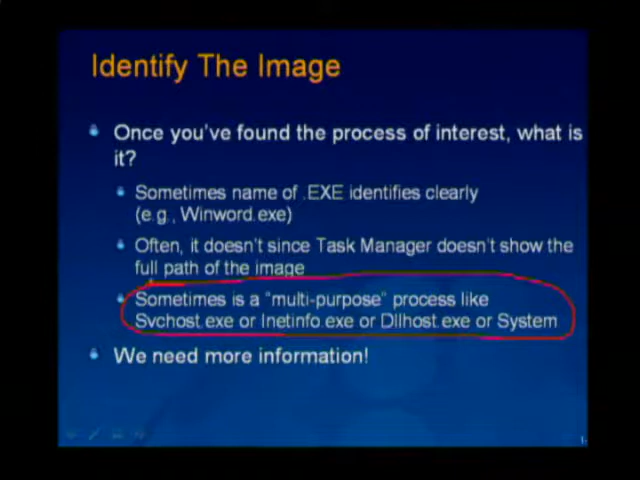 Identify The Image
Once you've found the process of interest, what is
it?
Sometimes name of .EXE identifies clearly
(e.g., Winword.exe)
Often, it doesn't since Task Manager doesn't show the
full path of the image
Sometimes is a "multi-purpose" process like
Svchost.exe or Inetinfo.exe or Dllhost.exe or System
We need more information!